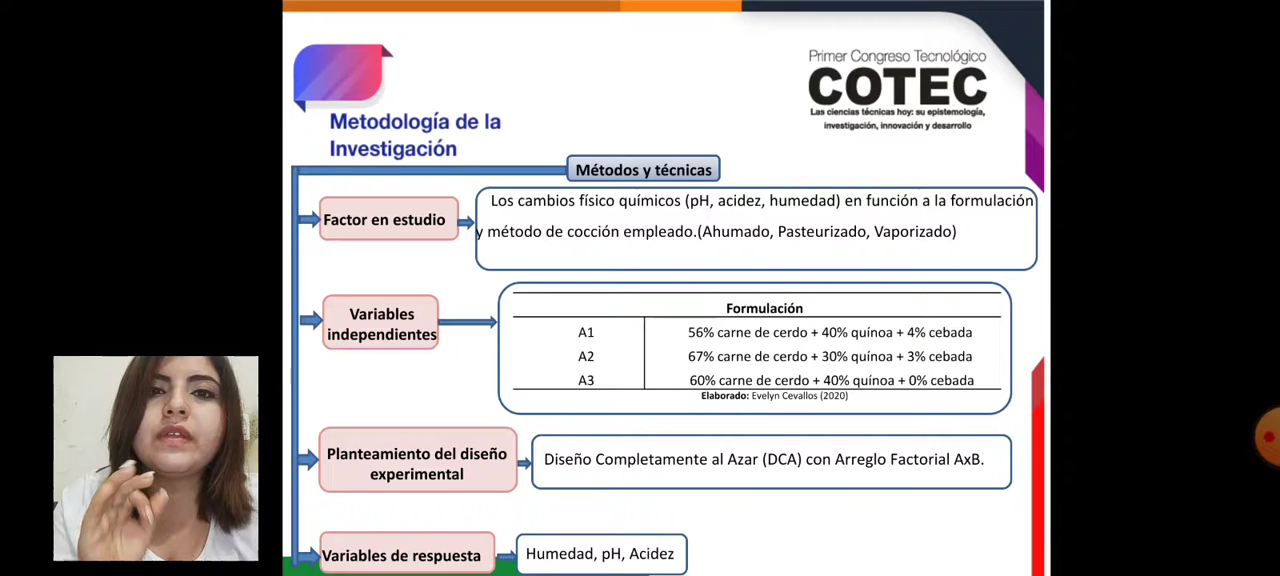 Primer Congreso Tecnológico
COTEC
Las ciencias técnicas hoy: su epistemología,
investigación, innovación y desarrollo
Metodología de la
Investigación
Métodos y técnicas
Factor en estudio
Los cambios físico químicos (pH, acidez, humedad) en función a la formulación
y método de cocción empleado.(Ahumado, Pasteurizado, Vaporizado)
Variables
independientes
Formulación
A1 56% carne de cerdo + 40% quínoa + 4% cebada
A2 67% carne de cerdo + 30% quínoa + 3% cebada
A3 60% carne de cerdo + 40% quínoa + 0% cebada
Elaborado: Evelyn Cevallos (2020)
Planteamiento del diseño
experimental
Diseño Completamente al Azar (DCA) con Arreglo Factorial AxB.
Variables de respuesta
Humedad, pH, Acidez